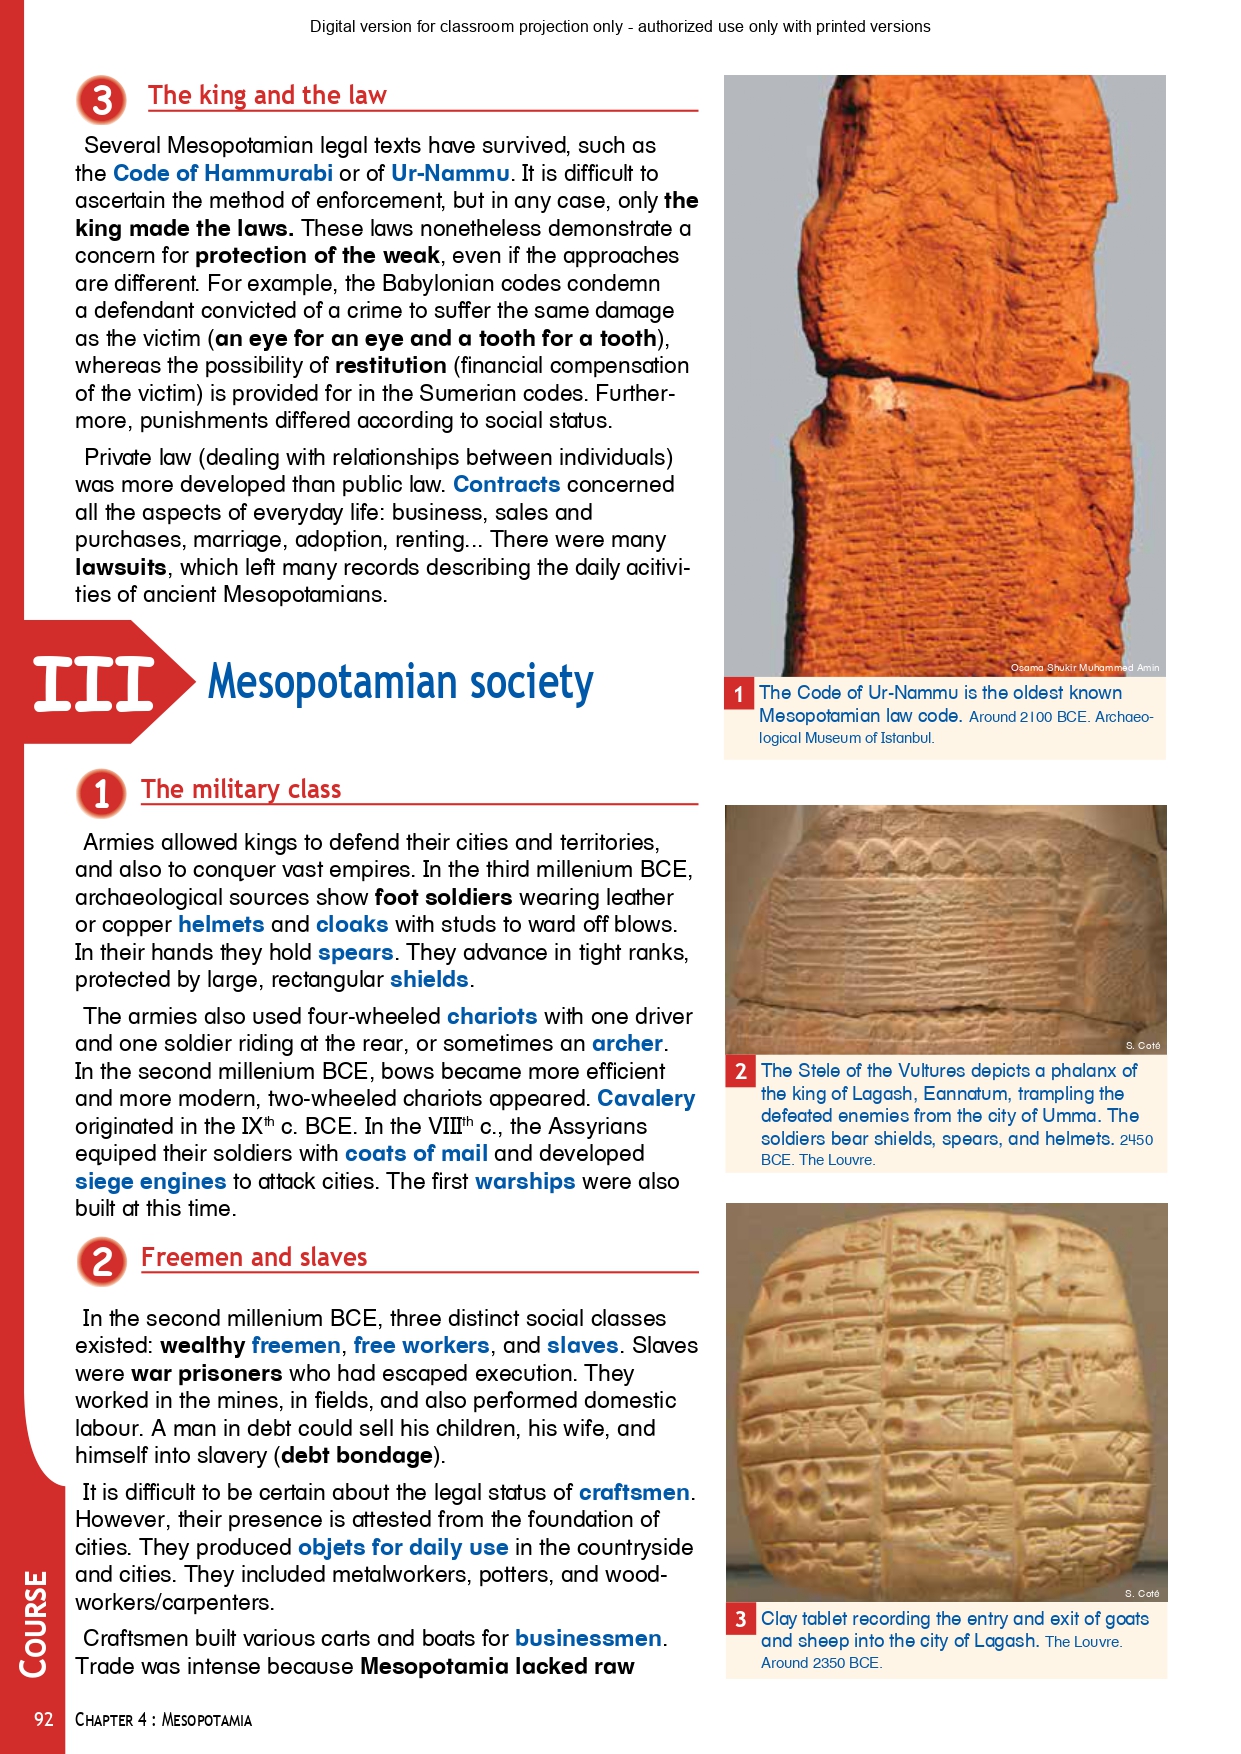 Digital version for classroom projection only - authorized use only with printed versions
3
The king and the law
Several Mesopotamian legal texts have survived, such as
the Code of Hammurabi or of Ur-Nammu. It is difficult to
ascertain the method of enforcement, but in any case, only the
king made the laws. These laws nonetheless demonstrate a
concern for protection of the weak, even if the approaches
are different. For example, the Babylonian codes condemn
a defendant convicted of a crime to suffer the same damage
as the victim (an eye for an eye and a tooth for a tooth),
whereas the possibility of restitution (financial compensation
of the victim) is provided for in the Sumerian codes. Further-
more, punishments differed according to social status.
Private law (dealing with relationships between individuals)
was more developed than public law. Contracts concerned
all the aspects of everyday life: business, sales and
purchases, marriage, adoption, renting... There were many
lawsuits, which left many records describing the daily acitivi-
ties of ancient Mesopotamians.
III
Mesopotamian society
1
The military class
Armies allowed kings to defend their cities and territories,
and also to conquer vast empires. In the third millenium BCE,
archaeological sources show foot soldiers wearing leather
or copper helmets and cloaks with studs to ward off blows.
In their hands they hold spears. They advance in tight ranks,
protected by large, rectangular shields.
The armies also used four-wheeled chariots with one driver
and one soldier riding at the rear, or sometimes an archer.
In the second millenium BCE, bows became more efficient
and more modern, two-wheeled chariots appeared. Cavalery
originated in the IXth c. BCE. In the VIIIth c., the Assyrians
equiped their soldiers with coats of mail and developed
siege engines to attack cities. The first warships were also
built at this time.
2
Freemen and slaves
In the second millenium BCE, three distinct social classes
existed: wealthy freemen, free workers, and slaves. Slaves
were war prisoners who had escaped execution. They
worked in the mines, in fields, and also performed domestic
labour. A man in debt could sell his children, his wife, and
himself into slavery (debt bondage).
It is difficult to be certain about the legal status of craftsmen.
However, their presence is attested from the foundation of
cities. They produced objets for daily use in the countryside
and cities. They included metalworkers, potters, and wood-
workers/carpenters.
Craftsmen built various carts and boats for businessmen.
Trade was intense because Mesopotamia lacked raw
Osama Shukir Muhammed Amin
1
The Code of Ur-Nammu is the oldest known
Mesopotamian law code. Around 2100 BCE. Archaeo-
logical Museum of Istanbul.
S. Coté
2
The Stele of the Vultures depicts a phalanx of
the king of Lagash, Eannatum, trampling the
defeated enemies from the city of Umma. The
soldiers bear shields, spears, and helmets. 2450
BCE. The Louvre.
S. Coté
3
Clay tablet recording the entry and exit of goats
and sheep into the city of Lagash. The Louvre.
Around 2350 BCE.
COURSE
92
CHAPTER 4 : MESOPOTAMIA